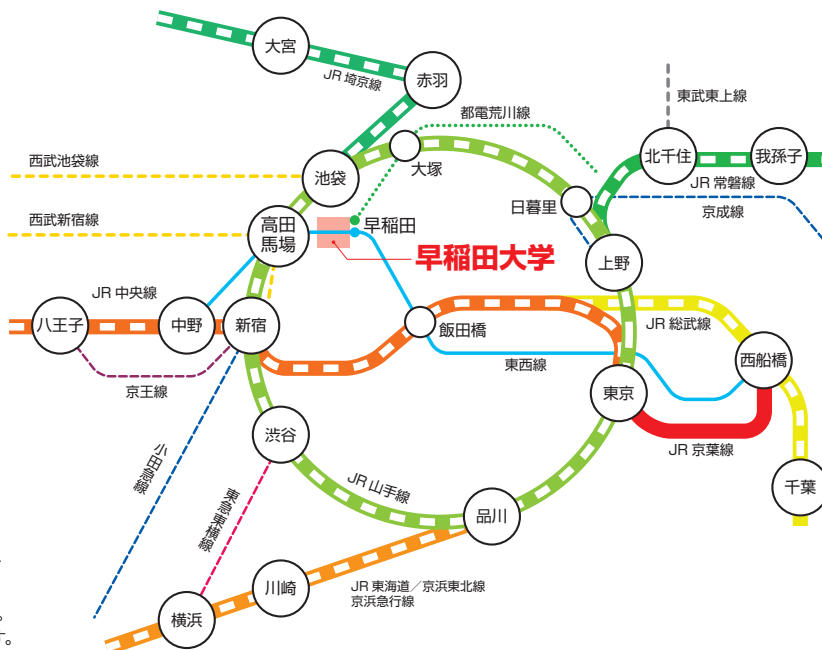 大宮
JR 埼京線
赤羽
都電荒川線
東武東上線
北千住
我孫子
JR 常磐線
京成線
西武池袋線
池袋
大塚
日暮里
西武新宿線
高田
馬場
早稲田
早稲田大学
上野
JR 中央線
八王子
中野
新宿
飯田橋
JR 総武線
東西線
西船橋
京王線
東京
JR 京葉線
渋谷
小田急線
東急東横線
JR 山手線
品川
千葉
川崎
JR 東海道／京浜東北線
京浜急行線
横浜
。
す。